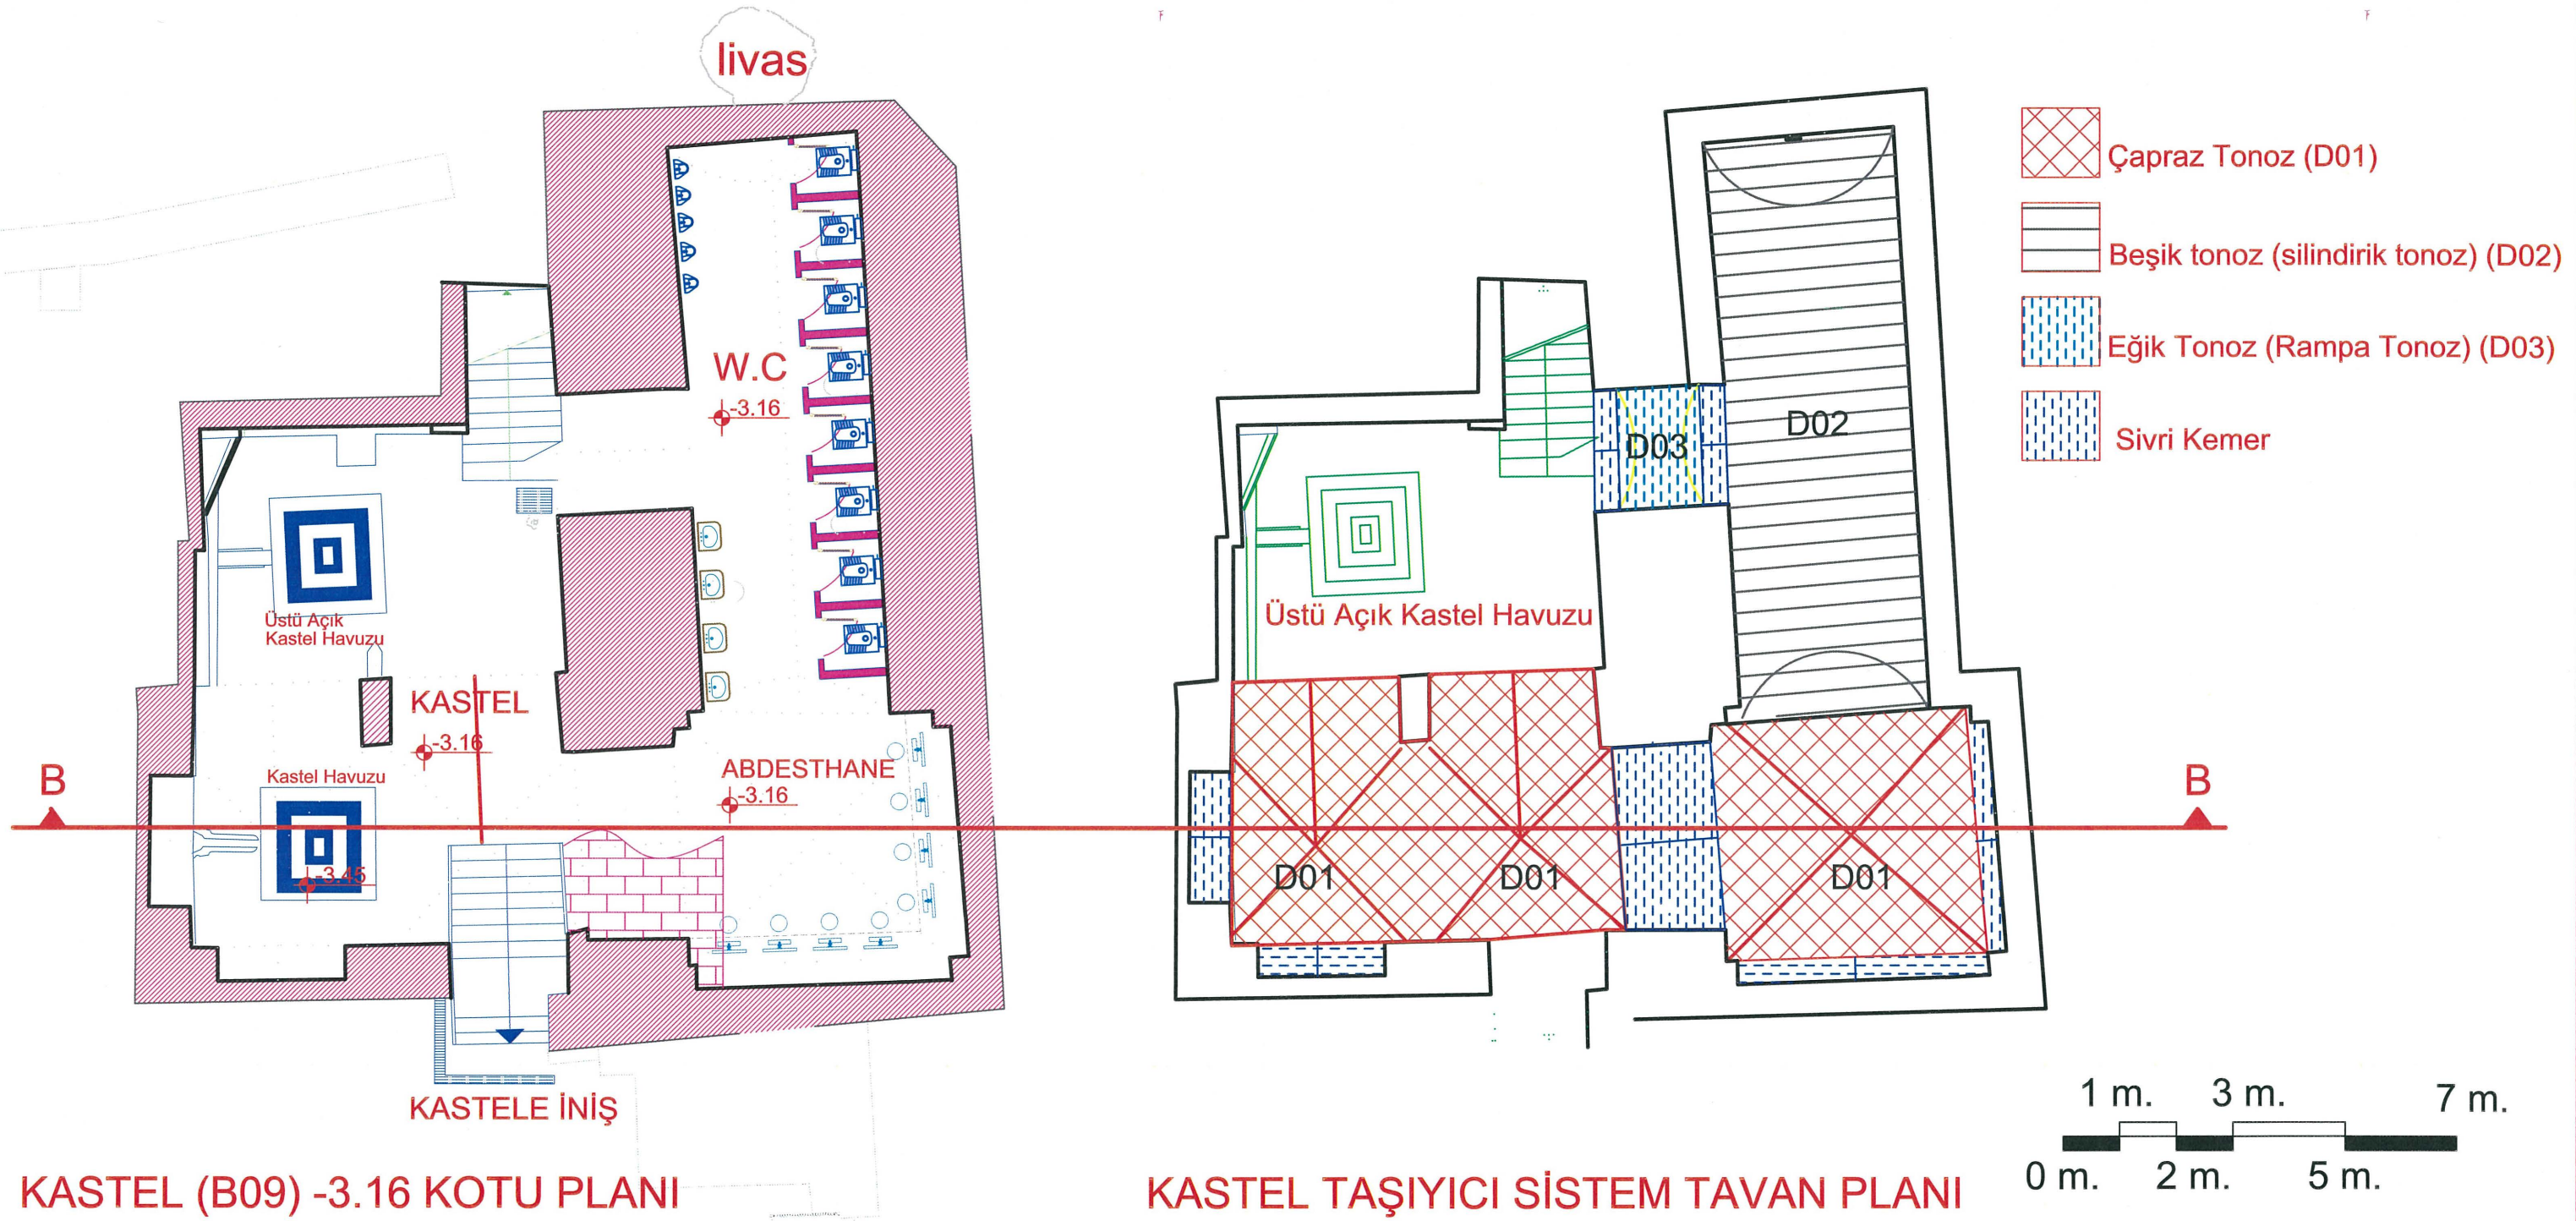 livas
W.C
-3.16
Üstü Açık
Kastel Havuzu
KASTEL
-3.16
Kastel Havuzu
-3.45
ABDESTHANE
-3.16
B
KASTELE İNİŞ
KASTEL (B09) -3.16 KOTU PLANI
D03
D02
Üstü Açık Kastel Havuzu
D01
D01
D01
B
KASTEL TAŞIYICI SİSTEM TAVAN PLANI
Çapraz Tonoz (D01)
Beşik tonoz (silindirik tonoz) (D02)
Eğik Tonoz (Rampa Tonoz) (D03)
Sivri Kemer
1 m. 3 m. 7 m.
0 m. 2 m. 5 m.